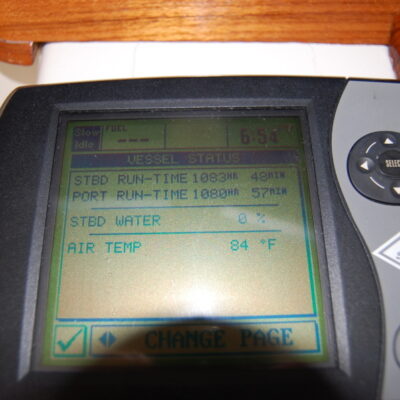 Slow Idle
FUEL
---
6:54
VESSEL STATUS
STBD RUN-TIME 1083HR 48MIN
PORT RUN-TIME 1080HR 57MIN
STBD WATER 0 %
AIR TEMP 84 °F
CHANGE PAGE
SELECT